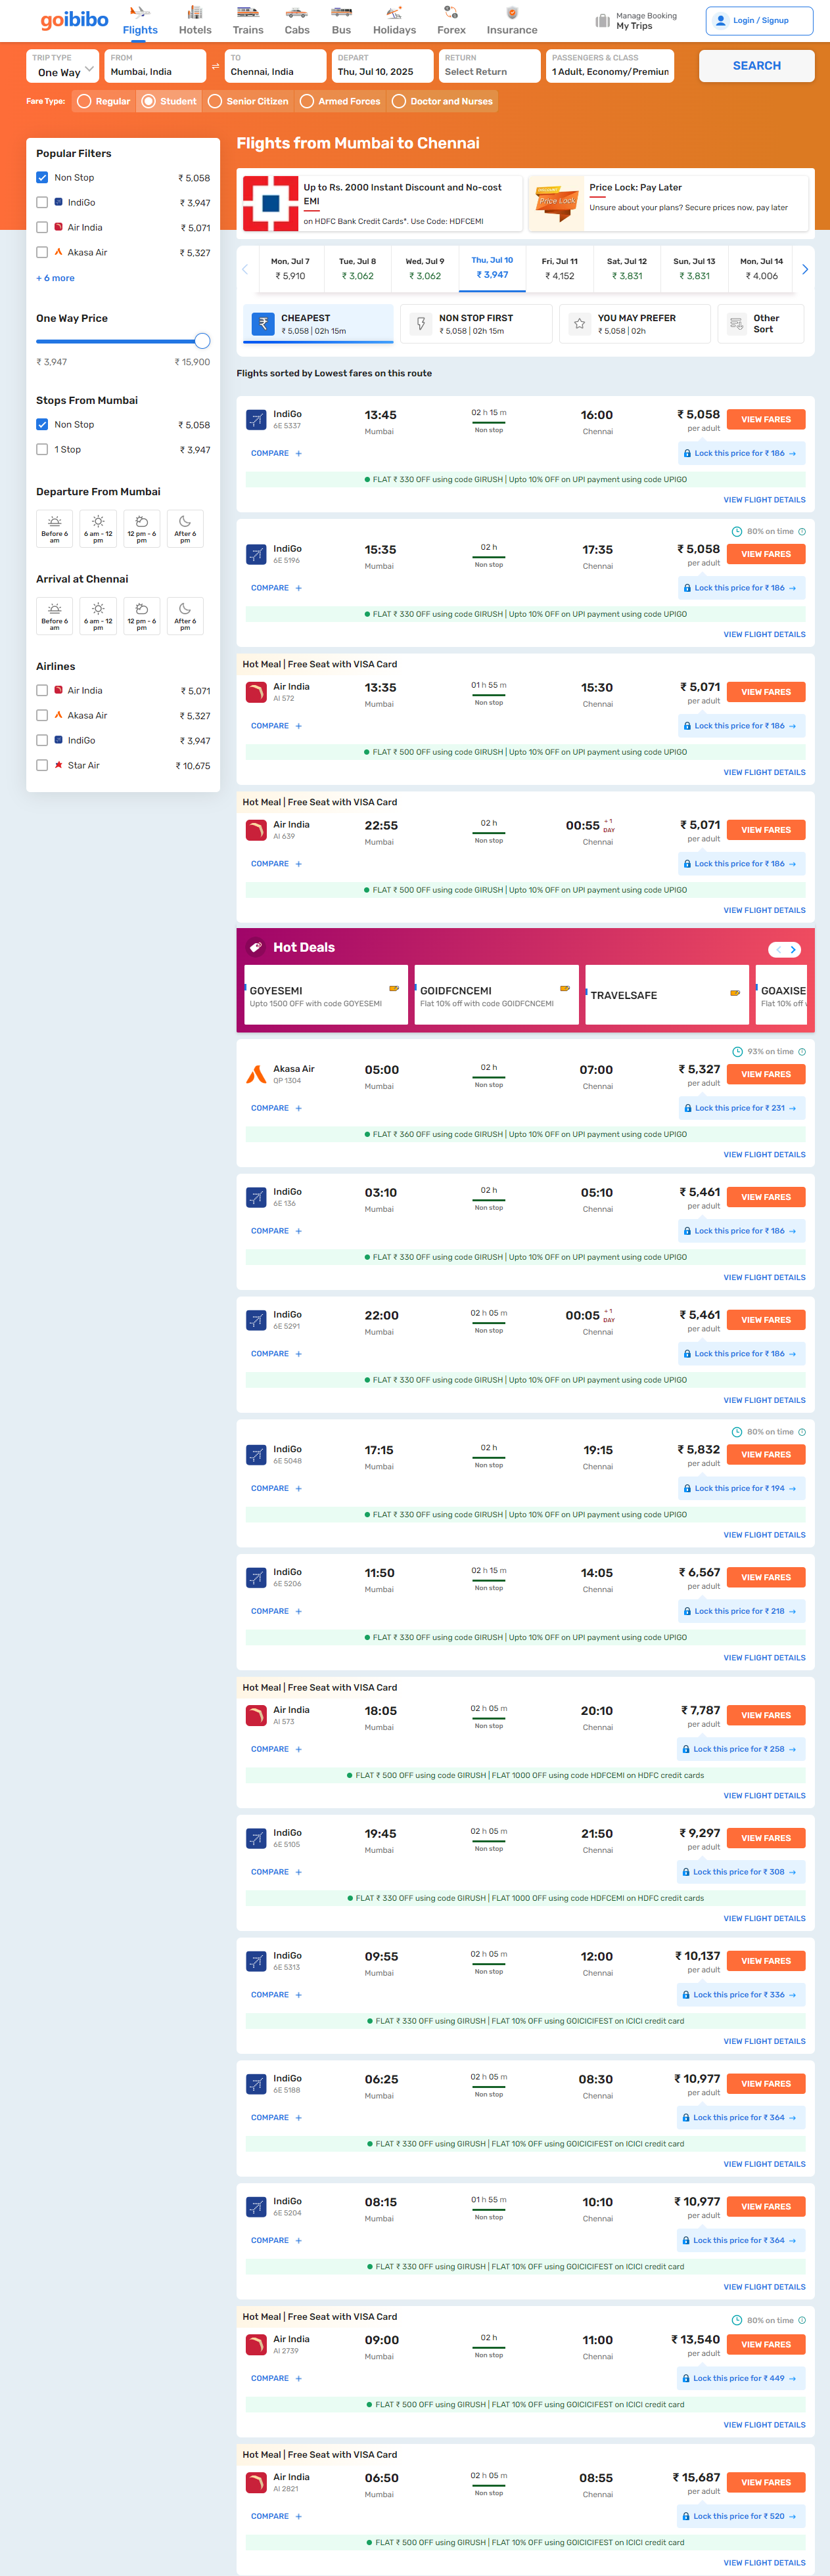 goibibo
Flights
Hotels
Trains
Cabs
Bus
Holidays
Forex
Insurance
Manage Booking
My Trips
Login / Signup
TRIP TYPE
One Way
FROM
Mumbai, India
TO
Chennai, India
DEPART
Thu, Jul 10, 2025
RETURN
Select Return
PASSENGERS & CLASS
1 Adult, Economy/Premiun
SEARCH
Fare Type:
Regular
Student
Senior Citizen
Armed Forces
Doctor and Nurses
Popular Filters
Non Stop ₹ 5,058
IndiGo ₹ 3,947
Air India ₹ 5,071
Akasa Air ₹ 5,327
+ 6 more
One Way Price
₹ 3,947 ₹ 15,900
Stops From Mumbai
Non Stop ₹ 5,058
1 Stop ₹ 3,947
Departure From Mumbai
Before 6 am
6 am - 12 pm
12 pm - 6 pm
After 6 pm
Arrival at Chennai
Before 6 am
6 am - 12 pm
12 pm - 6 pm
After 6 pm
Airlines
Air India ₹ 5,071
Akasa Air ₹ 5,327
IndiGo ₹ 3,947
Star Air ₹ 10,675
Flights from Mumbai to Chennai
Up to Rs. 2000 Instant Discount and No-cost
EMI
on HDFC Bank Credit Cards*. Use Code: HDFCEMI
Price Lock
Price Lock: Pay Later
Unsure about your plans? Secure prices now, pay later
Mon, Jul 7
₹ 5,910
Tue, Jul 8
₹ 3,062
Wed, Jul 9
₹ 3,062
Thu, Jul 10
₹ 3,947
Fri, Jul 11
₹ 4,152
Sat, Jul 12
₹ 3,831
Sun, Jul 13
₹ 3,831
Mon, Jul 14
₹ 4,006
CHEAPEST
₹ 5,058 | 02h 15m
NON STOP FIRST
₹ 5,058 | 02h 15m
YOU MAY PREFER
₹ 5,058 | 02h
Other
Sort
Flights sorted by Lowest fares on this route
IndiGo 13:45 02 h 15 m 16:00 ₹ 5,058 VIEW FARES
6E 5337 Mumbai Non stop Chennai per adult
COMPARE + Lock this price for ₹ 186 →
FLAT ₹ 330 OFF using code GIRUSH | Upto 10% OFF on UPI payment using code UPIGO
VIEW FLIGHT DETAILS
80% on time
IndiGo 15:35 02 h 17:35 ₹ 5,058 VIEW FARES
6E 5196 Mumbai Non stop Chennai per adult
COMPARE + Lock this price for ₹ 186 →
FLAT ₹ 330 OFF using code GIRUSH | Upto 10% OFF on UPI payment using code UPIGO
VIEW FLIGHT DETAILS
Hot Meal | Free Seat with VISA Card
Air India 13:35 01 h 55 m 15:30 ₹ 5,071 VIEW FARES
AI 572 Mumbai Non stop Chennai per adult
COMPARE + Lock this price for ₹ 186 →
FLAT ₹ 500 OFF using code GIRUSH | Upto 10% OFF on UPI payment using code UPIGO
VIEW FLIGHT DETAILS
Hot Meal | Free Seat with VISA Card
Air India 22:55 02 h 00:55 +1 DAY ₹ 5,071 VIEW FARES
AI 639 Mumbai Non stop Chennai per adult
COMPARE + Lock this price for ₹ 186 →
FLAT ₹ 500 OFF using code GIRUSH | Upto 10% OFF on UPI payment using code UPIGO
VIEW FLIGHT DETAILS
Hot Deals
GOYESEMI
Upto 1500 OFF with code GOYESEMI
GOIDFCNCEMI
Flat 10% off with code GOIDFCNCEMI
TRAVELSAFE
GOAXISE
Flat 10% off
93% on time
Akasa Air 05:00 02 h 07:00 ₹ 5,327 VIEW FARES
QP 1304 Mumbai Non stop Chennai per adult
COMPARE + Lock this price for ₹ 231 →
FLAT ₹ 360 OFF using code GIRUSH | Upto 10% OFF on UPI payment using code UPIGO
VIEW FLIGHT DETAILS
IndiGo 03:10 02 h 05:10 ₹ 5,461 VIEW FARES
6E 136 Mumbai Non stop Chennai per adult
COMPARE + Lock this price for ₹ 186 →
FLAT ₹ 330 OFF using code GIRUSH | Upto 10% OFF on UPI payment using code UPIGO
VIEW FLIGHT DETAILS
IndiGo 22:00 02 h 05 m 00:05 +1 DAY ₹ 5,461 VIEW FARES
6E 5291 Mumbai Non stop Chennai per adult
COMPARE + Lock this price for ₹ 186 →
FLAT ₹ 330 OFF using code GIRUSH | Upto 10% OFF on UPI payment using code UPIGO
VIEW FLIGHT DETAILS
80% on time
IndiGo 17:15 02 h 19:15 ₹ 5,832 VIEW FARES
6E 5048 Mumbai Non stop Chennai per adult
COMPARE + Lock this price for ₹ 194 →
FLAT ₹ 330 OFF using code GIRUSH | Upto 10% OFF on UPI payment using code UPIGO
VIEW FLIGHT DETAILS
IndiGo 11:50 02 h 15 m 14:05 ₹ 6,567 VIEW FARES
6E 5206 Mumbai Non stop Chennai per adult
COMPARE + Lock this price for ₹ 218 →
FLAT ₹ 330 OFF using code GIRUSH | Upto 10% OFF on UPI payment using code UPIGO
VIEW FLIGHT DETAILS
Hot Meal | Free Seat with VISA Card
Air India 18:05 02 h 05 m 20:10 ₹ 7,787 VIEW FARES
AI 573 Mumbai Non stop Chennai per adult
COMPARE + Lock this price for ₹ 258 →
FLAT ₹ 500 OFF using code GIRUSH | FLAT 1000 OFF using code HDFCEMI on HDFC credit cards
VIEW FLIGHT DETAILS
IndiGo 19:45 02 h 05 m 21:50 ₹ 9,297 VIEW FARES
6E 5105 Mumbai Non stop Chennai per adult
COMPARE + Lock this price for ₹ 308 →
FLAT ₹ 330 OFF using code GIRUSH | FLAT 1000 OFF using code HDFCEMI on HDFC credit cards
VIEW FLIGHT DETAILS
IndiGo 09:55 02 h 05 m 12:00 ₹ 10,137 VIEW FARES
6E 5313 Mumbai Non stop Chennai per adult
COMPARE + Lock this price for ₹ 336 →
FLAT ₹ 330 OFF using GIRUSH | FLAT 10% OFF using GOICICIFEST on ICICI credit card
VIEW FLIGHT DETAILS
IndiGo 06:25 02 h 05 m 08:30 ₹ 10,977 VIEW FARES
6E 5188 Mumbai Non stop Chennai per adult
COMPARE + Lock this price for ₹ 364 →
FLAT ₹ 330 OFF using GIRUSH | FLAT 10% OFF using GOICICIFEST on ICICI credit card
VIEW FLIGHT DETAILS
IndiGo 08:15 01 h 55 m 10:10 ₹ 10,977 VIEW FARES
6E 5204 Mumbai Non stop Chennai per adult
COMPARE + Lock this price for ₹ 364 →
FLAT ₹ 330 OFF using GIRUSH | FLAT 10% OFF using GOICICIFEST on ICICI credit card
VIEW FLIGHT DETAILS
Hot Meal | Free Seat with VISA Card
80% on time
Air India 09:00 02 h 11:00 ₹ 13,540 VIEW FARES
AI 2739 Mumbai Non stop Chennai per adult
COMPARE + Lock this price for ₹ 449 →
FLAT ₹ 500 OFF using GIRUSH | FLAT 10% OFF using GOICICIFEST on ICICI credit card
VIEW FLIGHT DETAILS
Hot Meal | Free Seat with VISA Card
Air India 06:50 02 h 05 m 08:55 ₹ 15,687 VIEW FARES
AI 2821 Mumbai Non stop Chennai per adult
COMPARE + Lock this price for ₹ 520 →
FLAT ₹ 500 OFF using GIRUSH | FLAT 10% OFF using GOICICIFEST on ICICI credit card
VIEW FLIGHT DETAILS